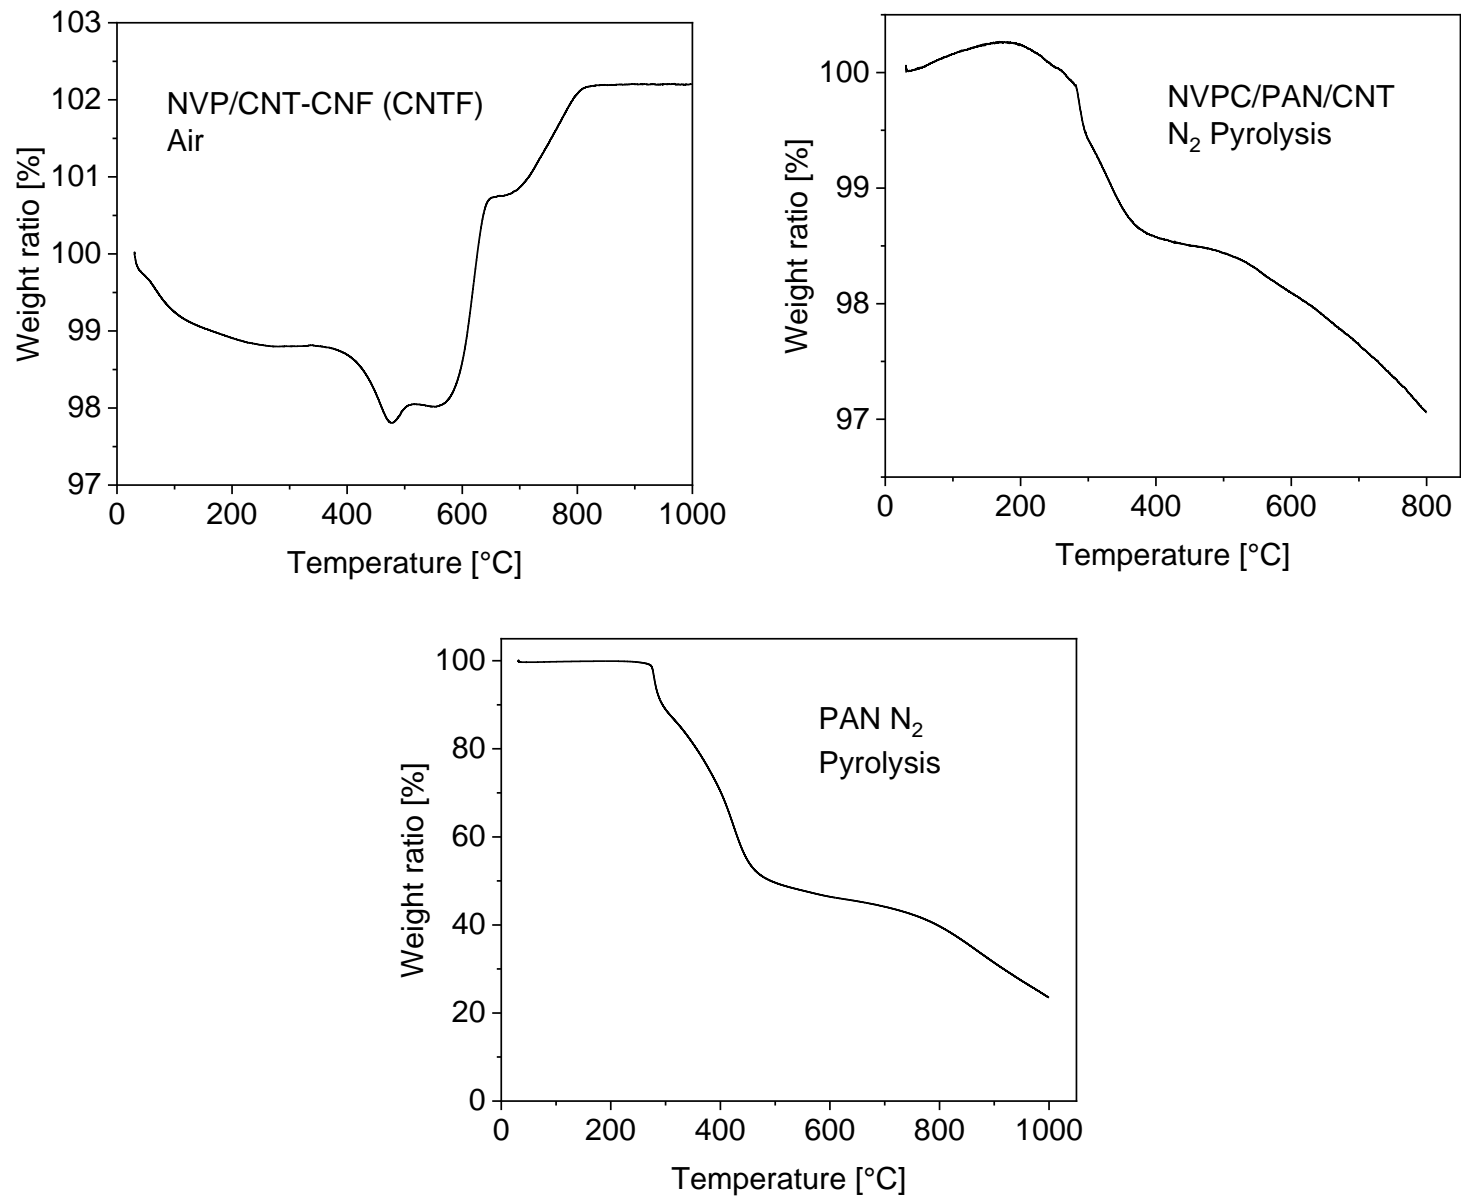 103
102
101
100
99
98
97
Weight ratio [%]
NVP/CNT-CNF (CNTF)
Air
0 200 400 600 800 1000
Temperature [°C]
100
99
98
97
Weight ratio [%]
NVPC/PAN/CNT
N₂ Pyrolysis
0 200 400 600 800
Temperature [°C]
100
80
60
40
20
0
Weight ratio [%]
PAN N₂
Pyrolysis
0 200 400 600 800 1000
Temperature [°C]